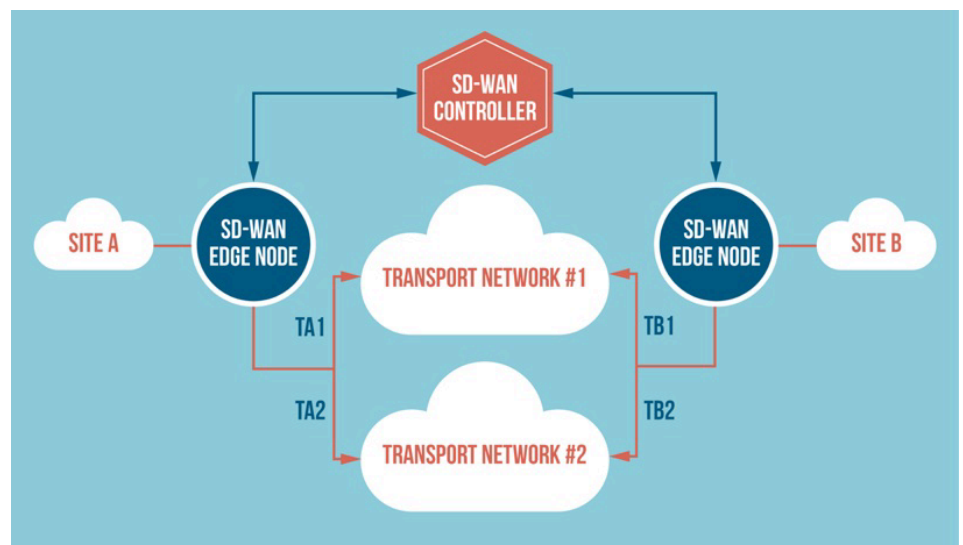 SD-WAN
CONTROLLER
SITE A
SD-WAN
EDGE NODE
SD-WAN
EDGE NODE
SITE B
TRANSPORT NETWORK #1
TA1
TB1
TA2
TB2
TRANSPORT NETWORK #2